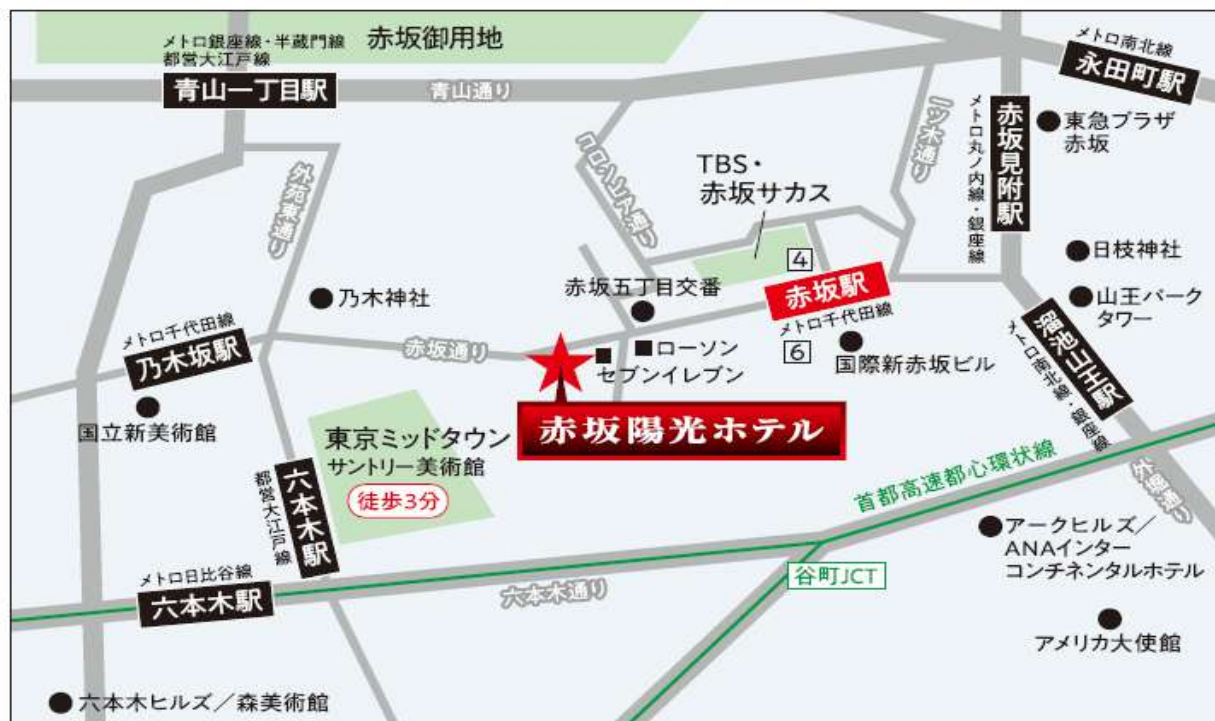 メトロ銀座線・半蔵門線
都営大江戸線
青山一丁目駅
赤坂御用地
青山通り
メトロ南北線
永田町駅
赤坂見附駅
メトロ丸ノ内線・銀座線
東急プラザ
赤坂
一ツ木通り
コロンビア通り
外苑東通り
TBS・
赤坂サカス
4
日枝神社
山王パーク
タワー
赤坂駅
メトロ千代田線
6
国際新赤坂ビル
溜池山王駅
メトロ南北線・銀座線
赤坂五丁目交番
乃木神社
メトロ千代田線
乃木坂駅
赤坂通り
ローソン
セブンイレブン
赤坂陽光ホテル
国立新美術館
東京ミッドタウン
サントリー美術館
徒歩3分
六本木駅
都営大江戸線
首都高速都心環状線
外堀通り
アークヒルズ／
ANAインター
コンチネンタルホテル
谷町JCT
メトロ日比谷線
六本木駅
六本木通り
アメリカ大使館
六本木ヒルズ／森美術館